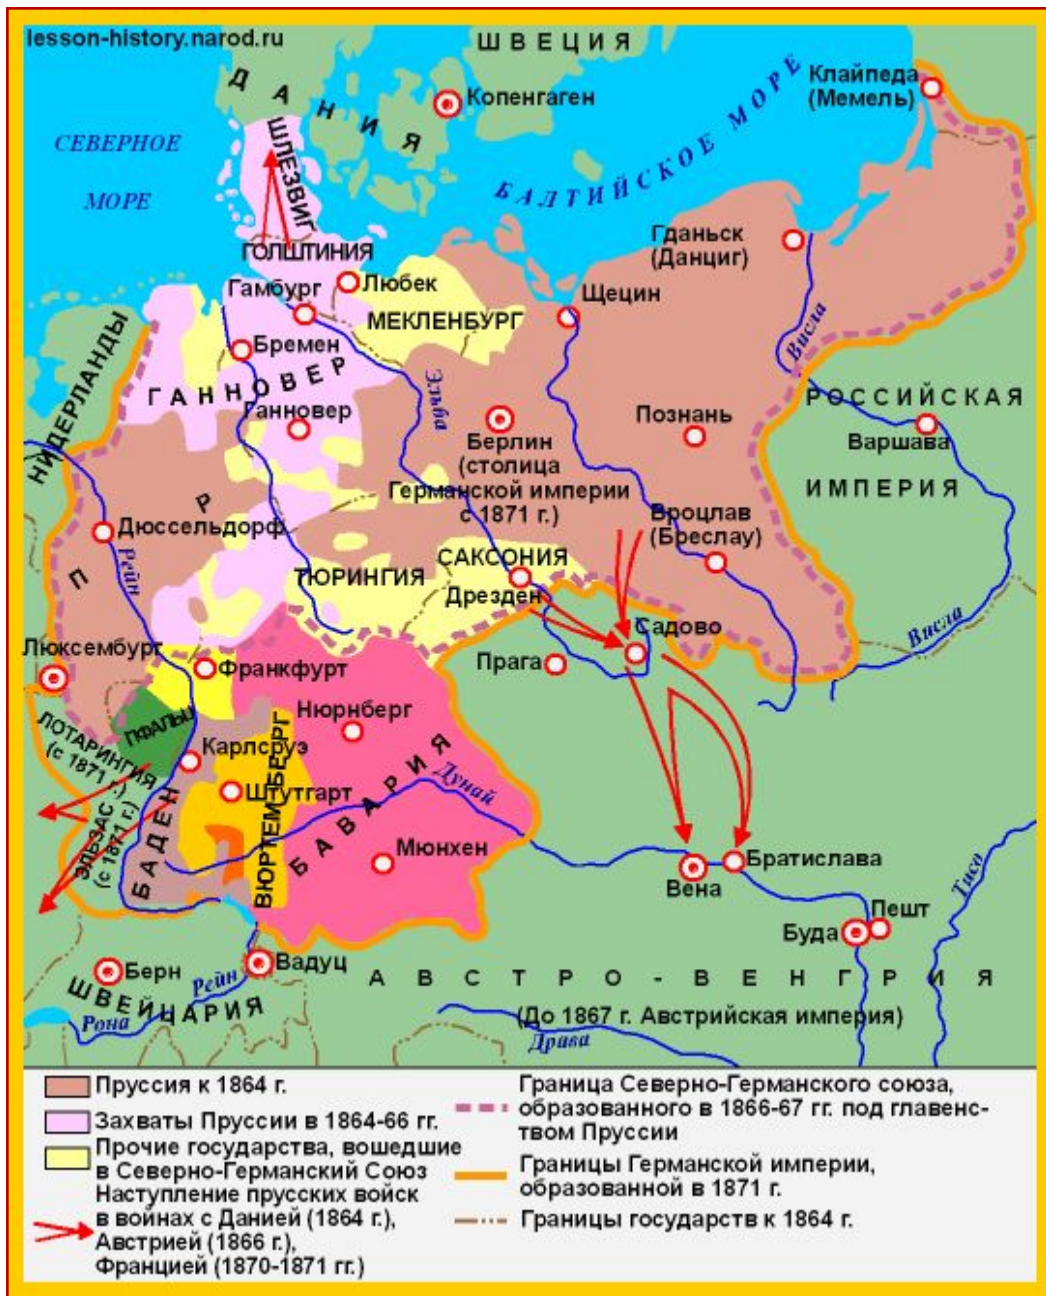 lesson-history.narod.ru
ШВЕЦИЯ
ДАНИЯ
Копенгаген
Клайпеда
(Мемель)
СЕВЕРНОЕ
МОРЕ
БАЛТИЙСКОЕ МОРЕ
ШЛЕЗВИГ
ГОЛШТИНИЯ
Гданьск
(Данциг)
Любек
Гамбург
Щецин
МЕКЛЕНБУРГ
Висла
НИДЕРЛАНДЫ
Бремен
ГАННОВЕР
Ганновер
Эльба
Берлин
(столица
Германской империи
с 1871 г.)
Познань
РОССИЙСКАЯ
ИМПЕРИЯ
Варшава
Дюссельдорф
П Р
Рейн
Вроцлав
(Бреслау)
САКСОНИЯ
ТЮРИНГИЯ
Дрезден
Садово
Висла
Люксембург
Франкфурт
Прага
ПФАЛЬЦ
Нюрнберг
ЛОТАРИНГИЯ
(с 1871 г.)
Карлсруэ
ЭЛЬЗАС
(с 1871 г.)
БАДЕН
Штутгарт
ВЮРТЕМБЕРГ
БАВАРИЯ
Дунай
Мюнхен
Вена
Братислава
Тисо
Буда
Пешт
Берн
Вадуц
Рейн
ШВЕЙЦАРИЯ
Рона
АВСТРО-ВЕНГРИЯ
(До 1867 г. Австрийская империя)
Драва
Пруссия к 1864 г.
Захваты Пруссии в 1864-66 гг.
Прочие государства, вошедшие
в Северно-Германский Союз
Наступление прусских войск
в войнах с Данией (1864 г.),
Австрией (1866 г.),
Францией (1870-1871 гг.)
Граница Северно-Германского союза,
образованного в 1866-67 гг. под главенс-
твом Пруссии
Границы Германской империи,
образованной в 1871 г.
Границы государств к 1864 г.